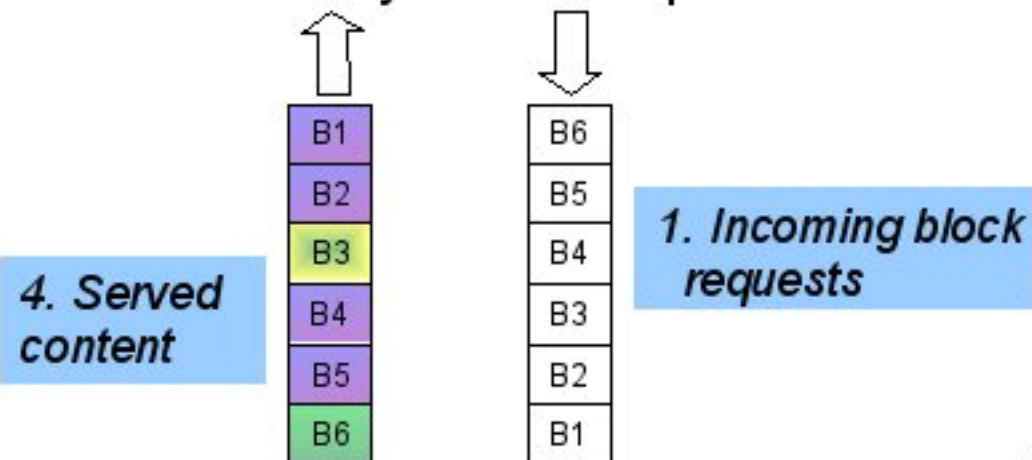 B1
B2
B3
B4
B5
B6
4. Served
content
B6
B5
B4
B3
B2
B1
1. Incoming block
requests